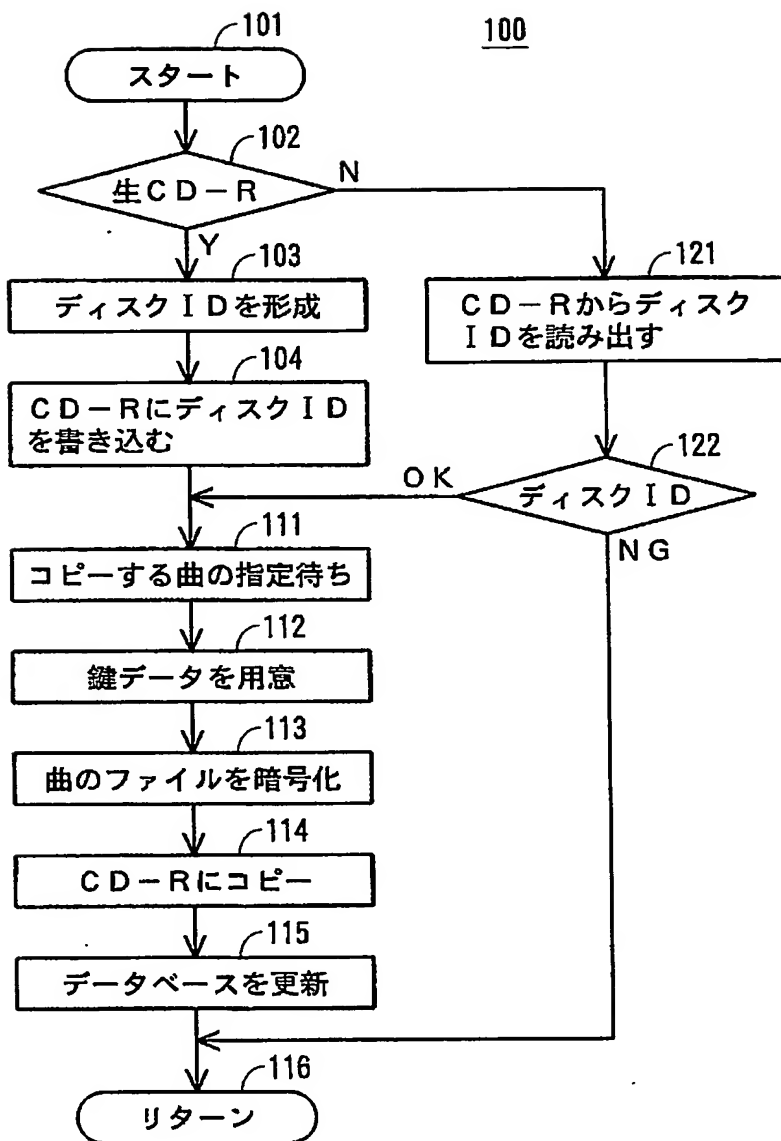 100
101
スタート
102
生CD-R
N
Y
103
ディスクIDを形成
104
CD-RにディスクID
を書き込む
121
CD-Rからディスク
IDを読み出す
122
ディスクID
OK
NG
111
コピーする曲の指定待ち
112
鍵データを用意
113
曲のファイルを暗号化
114
CD-Rにコピー
115
データベースを更新
116
リターン